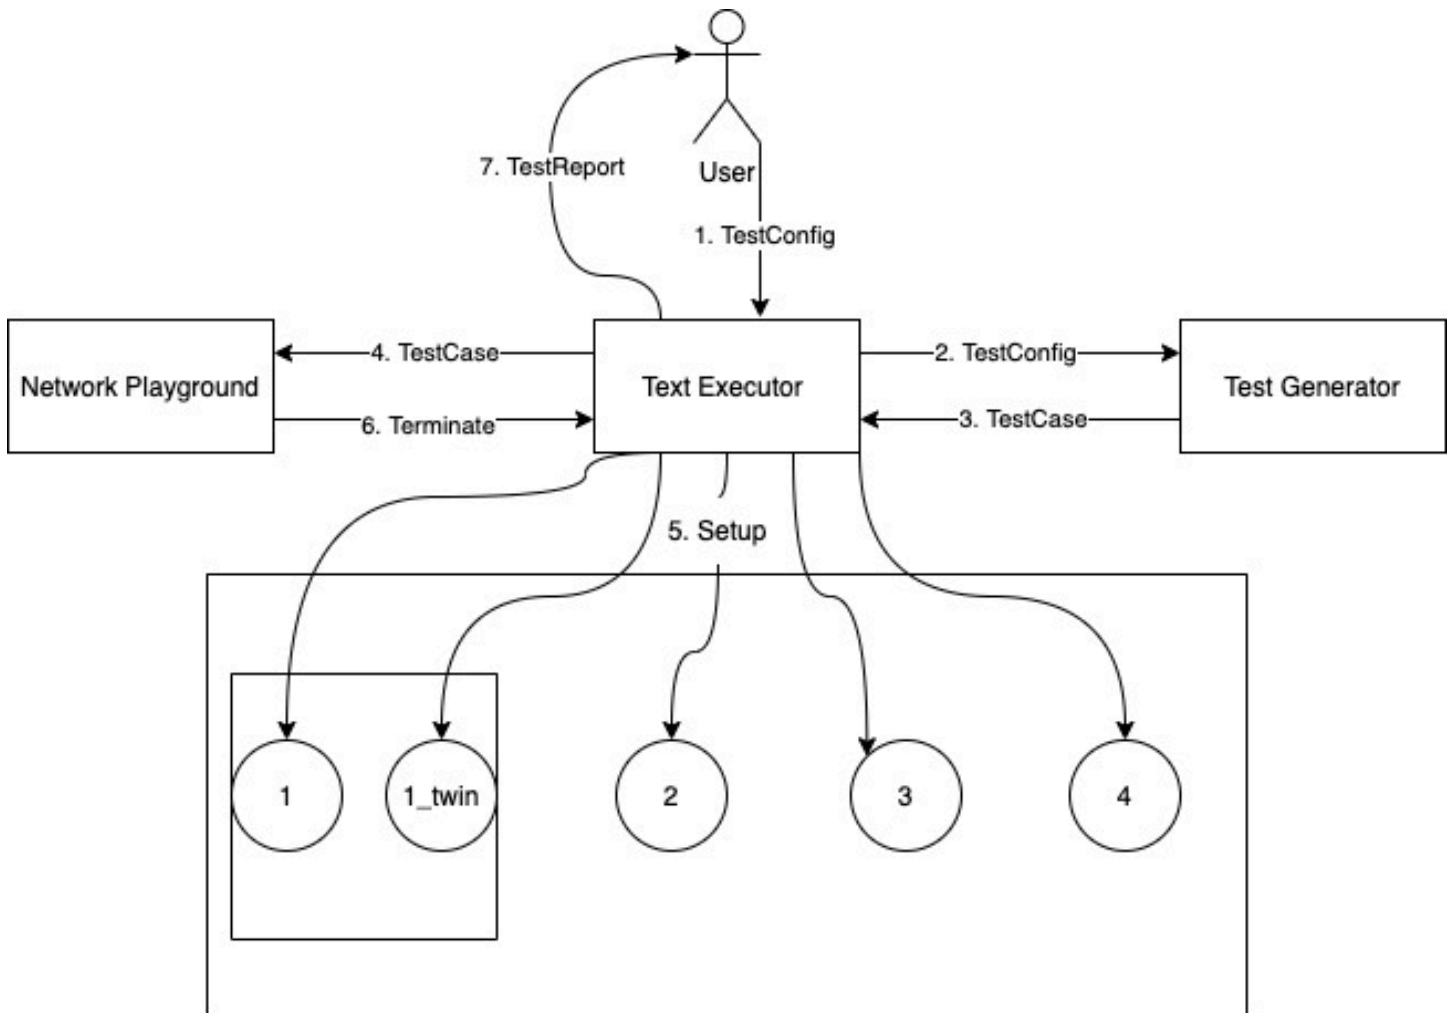 7. TestReport
User
1. TestConfig
Network Playground
4. TestCase
6. Terminate
Text Executor
2. TestConfig
3. TestCase
Test Generator
5. Setup
1
1_twin
2
3
4